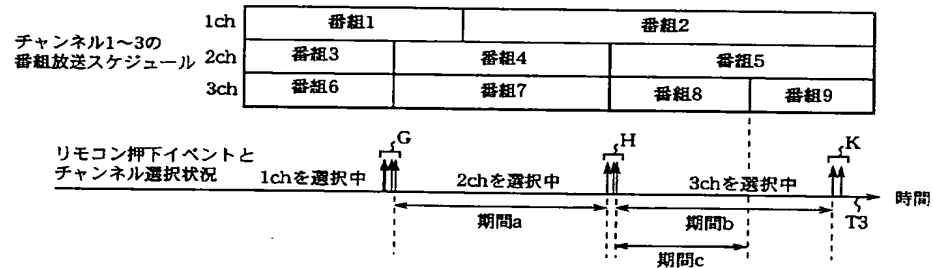 1ch 番組1 番組2
チャンネル1～3の
番組放送スケジュール
2ch 番組3 番組4 番組5
3ch 番組6 番組7 番組8 番組9
G H K
リモコン押下イベントと
チャンネル選択状況
1chを選択中 2chを選択中 3chを選択中
時間
期間a 期間b T3
期間c